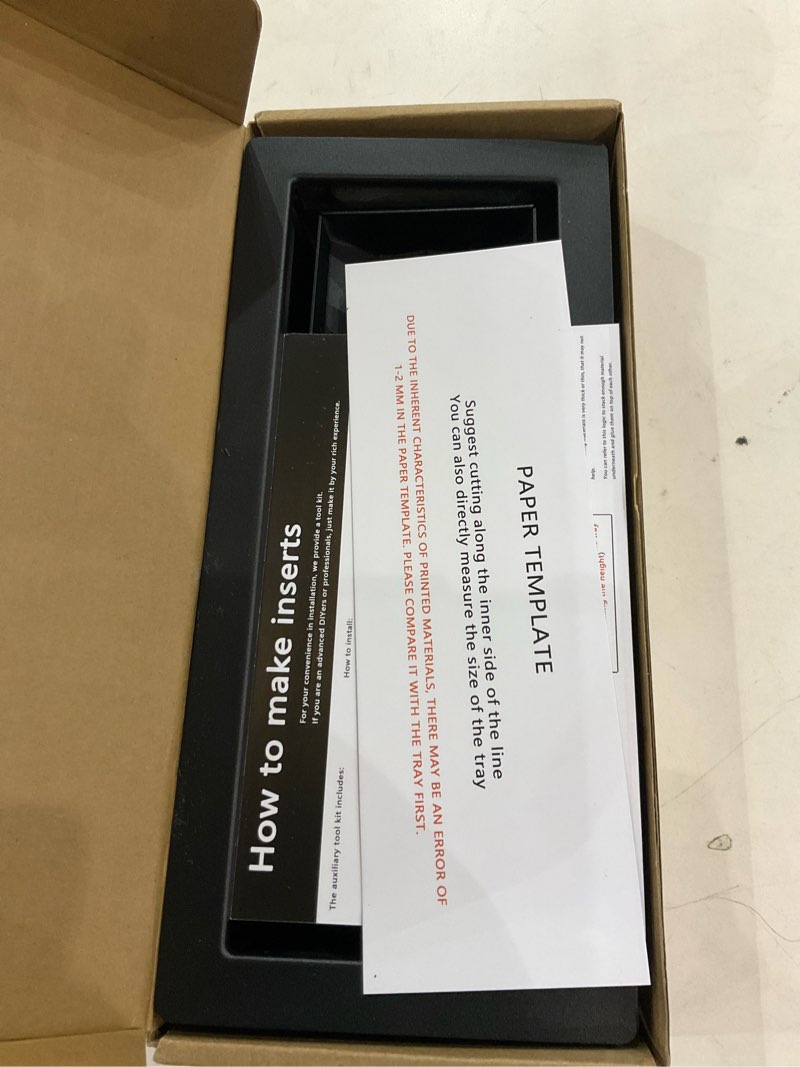 PAPER TEMPLATE
Suggest cutting along the inner side of the line
You can also directly measure the size of the tray
DUE TO THE INHERENT CHARACTERISTICS OF PRINTED MATERIALS, THERE MAY BE AN ERROR OF
1-2 MM IN THE PAPER TEMPLATE. PLEASE COMPARE IT WITH THE TRAY FIRST.
How to make inserts
For your convenience in installation, we provide a tool kit.
If you are an advanced DIYers or professionals, just make it by your rich experience.
The auxiliary tool kit includes:
How to install: